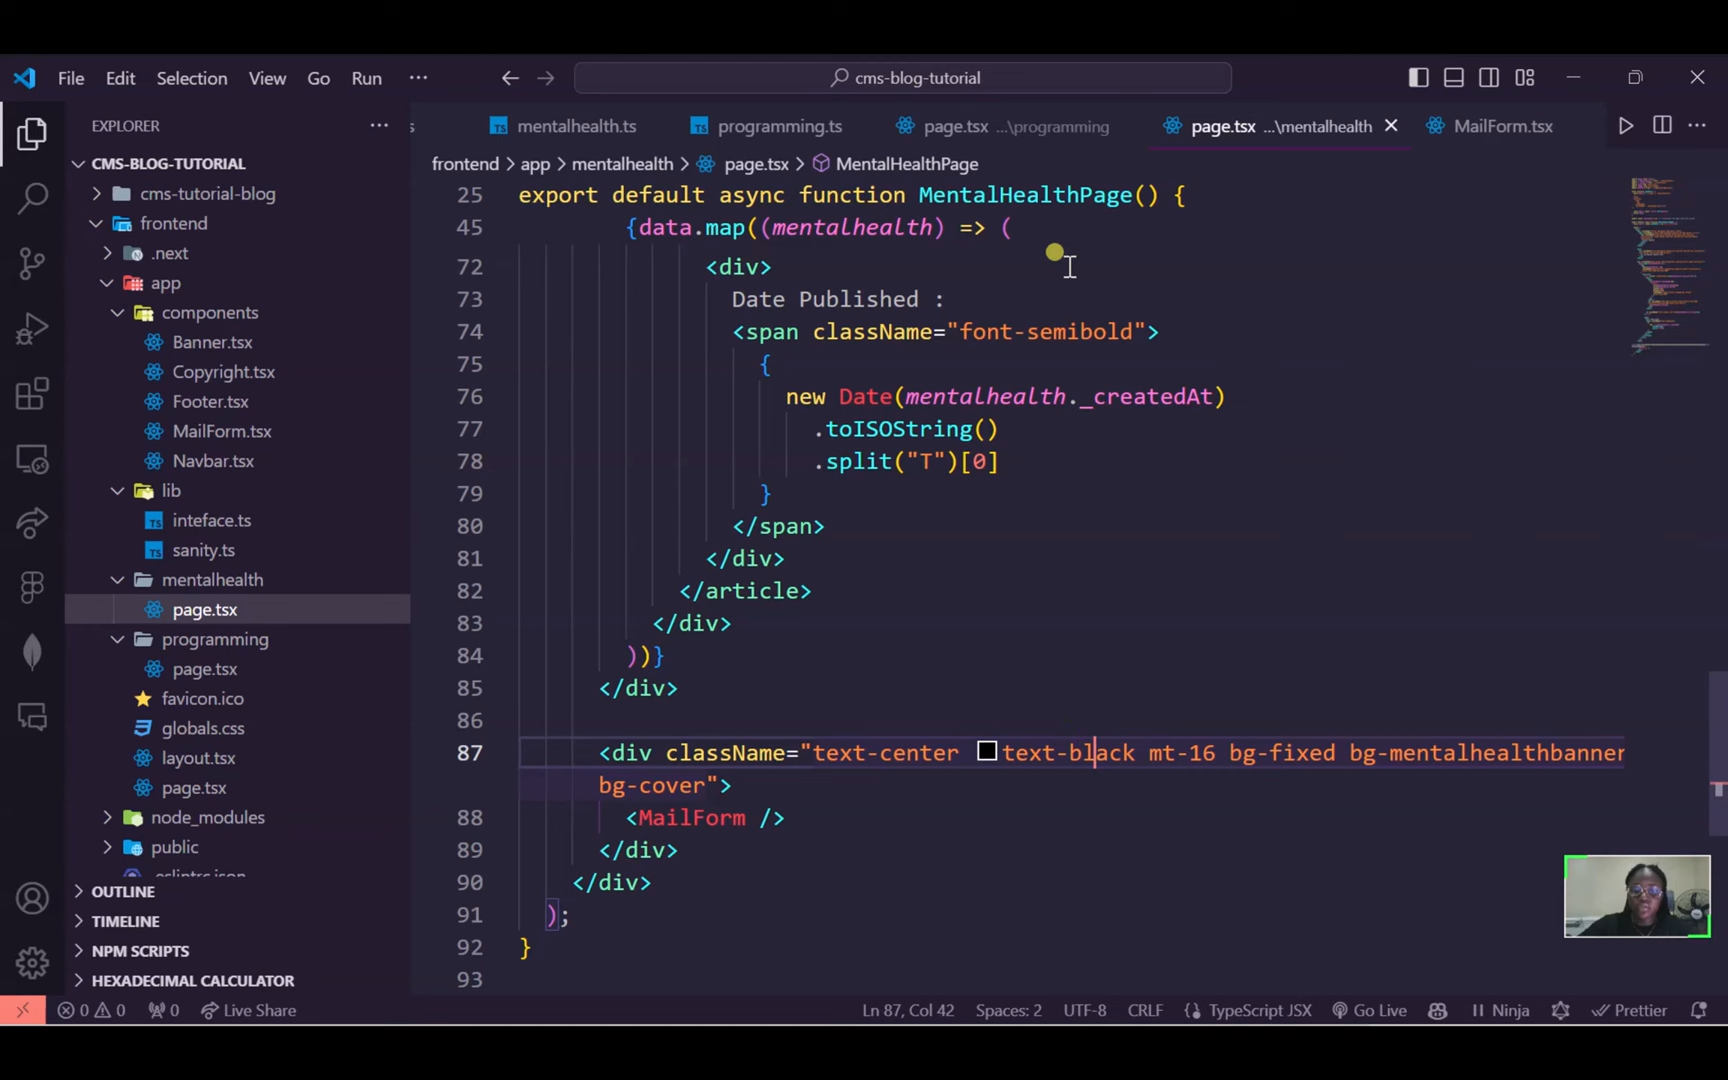 File Edit Selection View Go Run ··· cms-blog-tutorial
EXPLORER ···
CMS-BLOG-TUTORIAL
cms-tutorial-blog
frontend
.next
app
components
Banner.tsx
Copyright.tsx
Footer.tsx
MailForm.tsx
Navbar.tsx
lib
TS inteface.ts
TS sanity.ts
mentalhealth
page.tsx
programming
page.tsx
favicon.ico
globals.css
layout.tsx
page.tsx
node_modules
public
.eslintrc.json
OUTLINE
TIMELINE
NPM SCRIPTS
HEXADECIMAL CALCULATOR
s TS mentalhealth.ts TS programming.ts page.tsx ...\programming page.tsx ...\mentalhealth MailForm.tsx ···
frontend > app > mentalhealth > page.tsx > MentalHealthPage
25 export default async function MentalHealthPage() {
45 {data.map((mentalhealth) => (
72 <div>
73 Date Published :
74 <span className="font-semibold">
75 {
76 new Date(mentalhealth._createdAt)
77 .toISOString()
78 .split("T")[0]
79 }
80 </span>
81 </div>
82 </article>
83 </div>
84 ))}
85 </div>
86
87 <div className="text-center text-black mt-16 bg-fixed bg-mentalhealthbanner
bg-cover">
88 <MailForm />
89 </div>
90 </div>
91 );
92 }
93
0 0 0 Live Share Ln 87, Col 42 Spaces: 2 UTF-8 CRLF {} TypeScript JSX Go Live Ninja Prettier